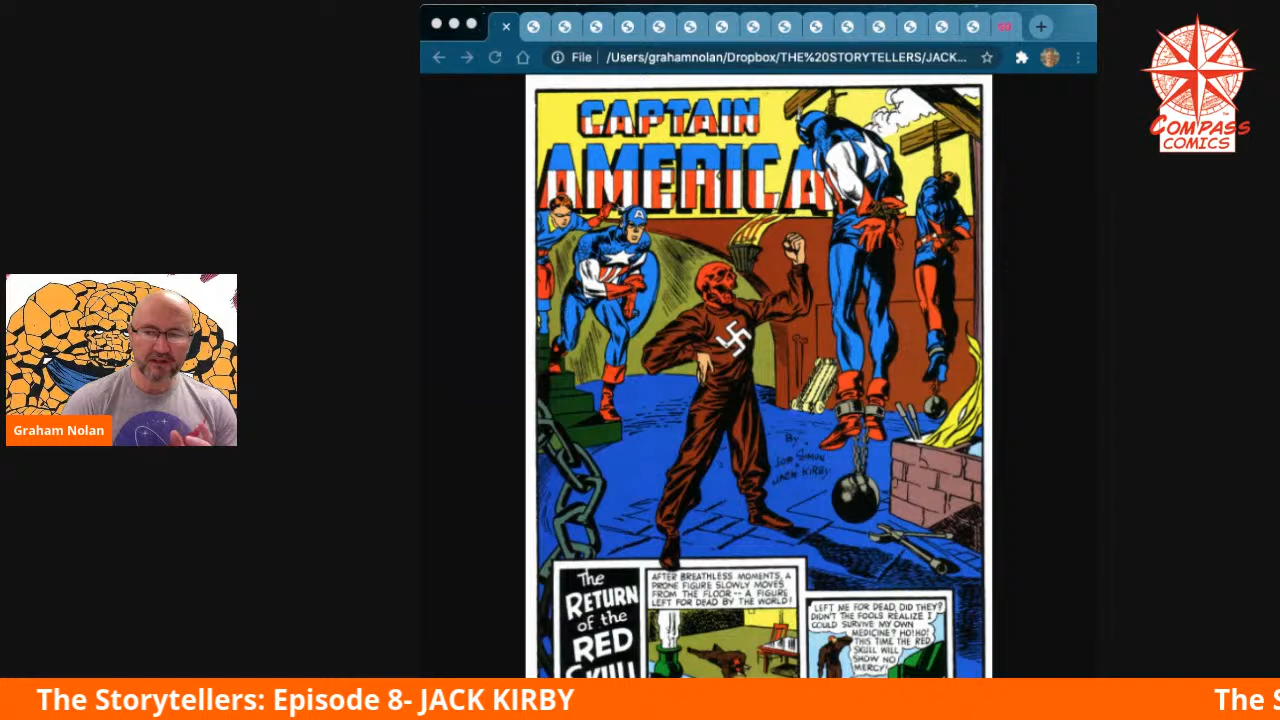 File
/Users/grahamnolan/Dropbox/THE%20STORYTELLERS/JACK...
COMPASS
COMICS
CAPTAIN
AMERICA
A
By
JOE SIMON
JACK KIRBY
Graham Nolan
The
RETURN
of the
RED
SKULL
AFTER BREATHLESS MOMENTS, A
PRONE FIGURE SLOWLY MOVES
FROM THE FLOOR -- A FIGURE
LEFT FOR DEAD BY THE WORLD!
LEFT ME FOR DEAD, DID THEY?
DIDN'T THE FOOLS REALIZE I
COULD SURVIVE MY OWN
MEDICINE? HO! HO!
THIS TIME THE RED
SKULL WILL
SHOW NO
MERCY!
The Storytellers: Episode 8- JACK KIRBY
The S